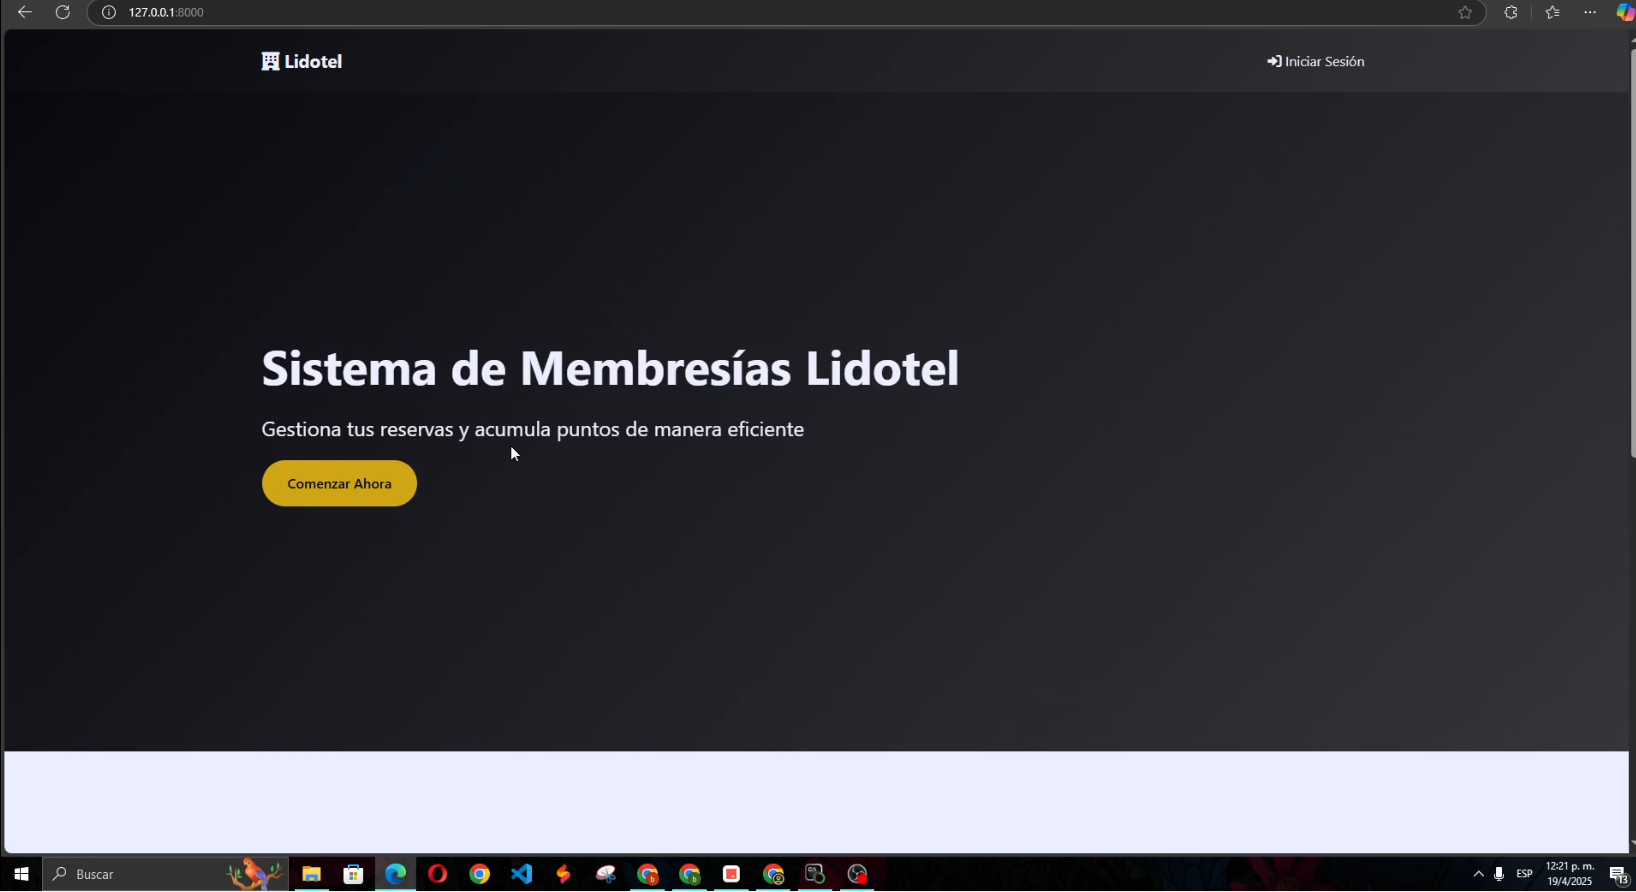 127.0.0.1:8000
Lidotel
Iniciar Sesión
Sistema de Membresías Lidotel
Gestiona tus reservas y acumula puntos de manera eficiente
Comenzar Ahora
Buscar
ESP
12:21 p. m.
19/4/2025
13